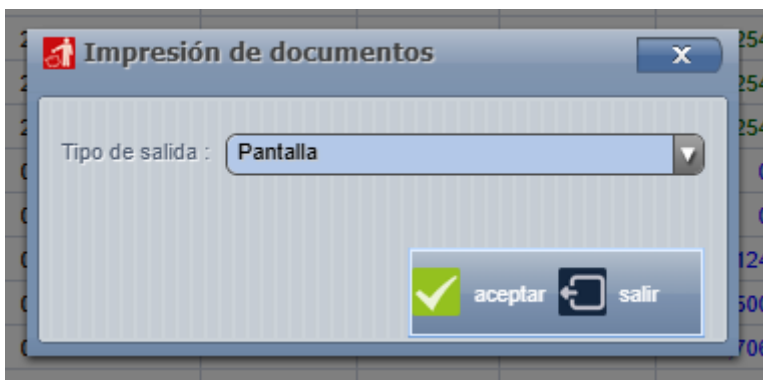 Impresión de documentos
x
Tipo de salida : Pantalla
aceptar salir